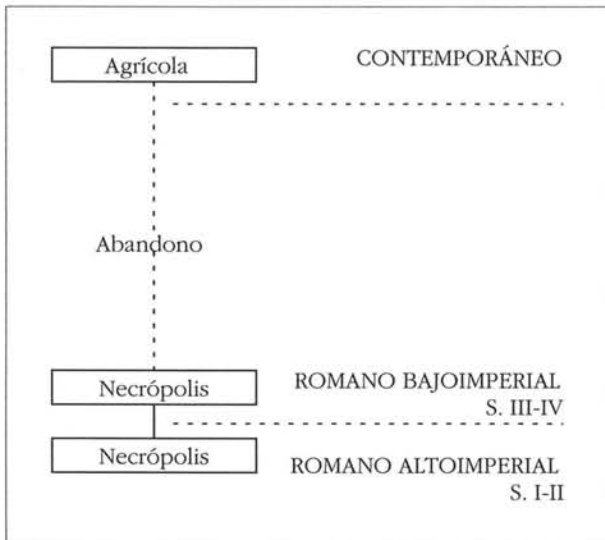 Agrícola
CONTEMPORÁNEO
Abandono
Necrópolis
ROMANO BAJOIMPERIAL
S. III-IV
Necrópolis
ROMANO ALTOIMPERIAL
S. I-II